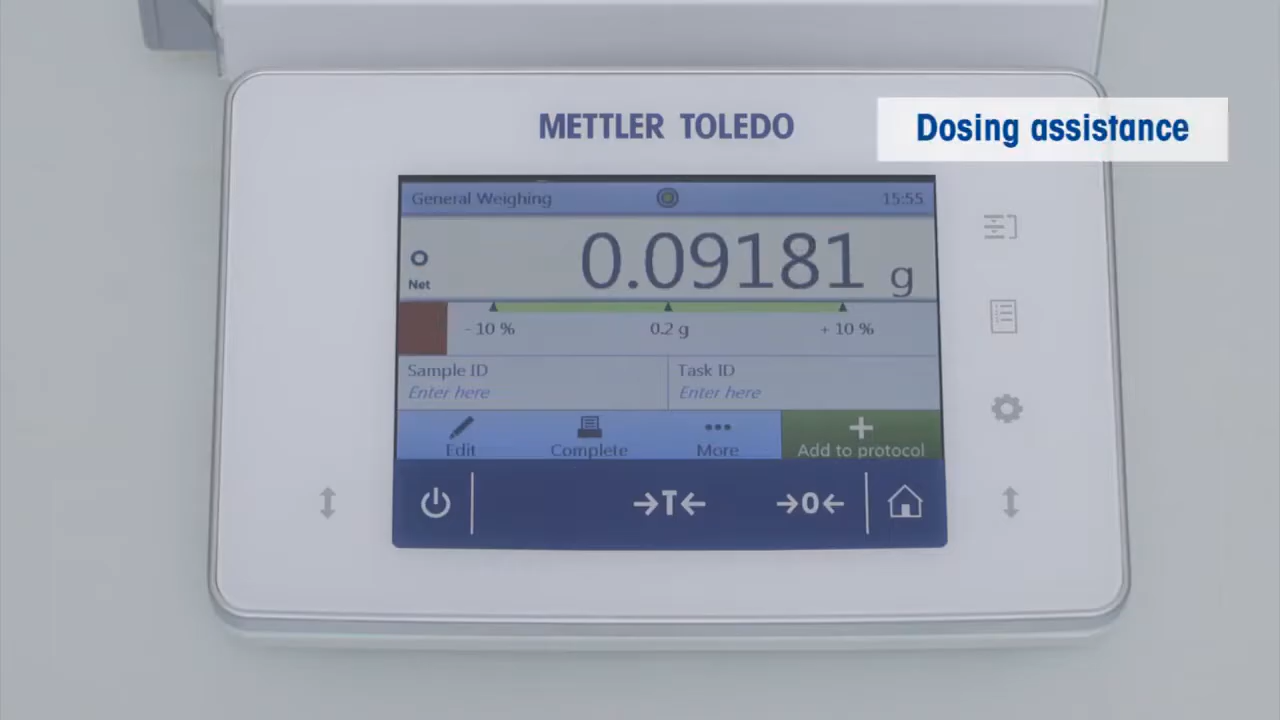 METTLER TOLEDO
Dosing assistance
General Weighing
15:55
Net
0.09181 g
- 10 %
0.2 g
+ 10 %
Sample ID
Enter here
Task ID
Enter here
Edit
Complete
More
Add to protocol
→T←
→0←